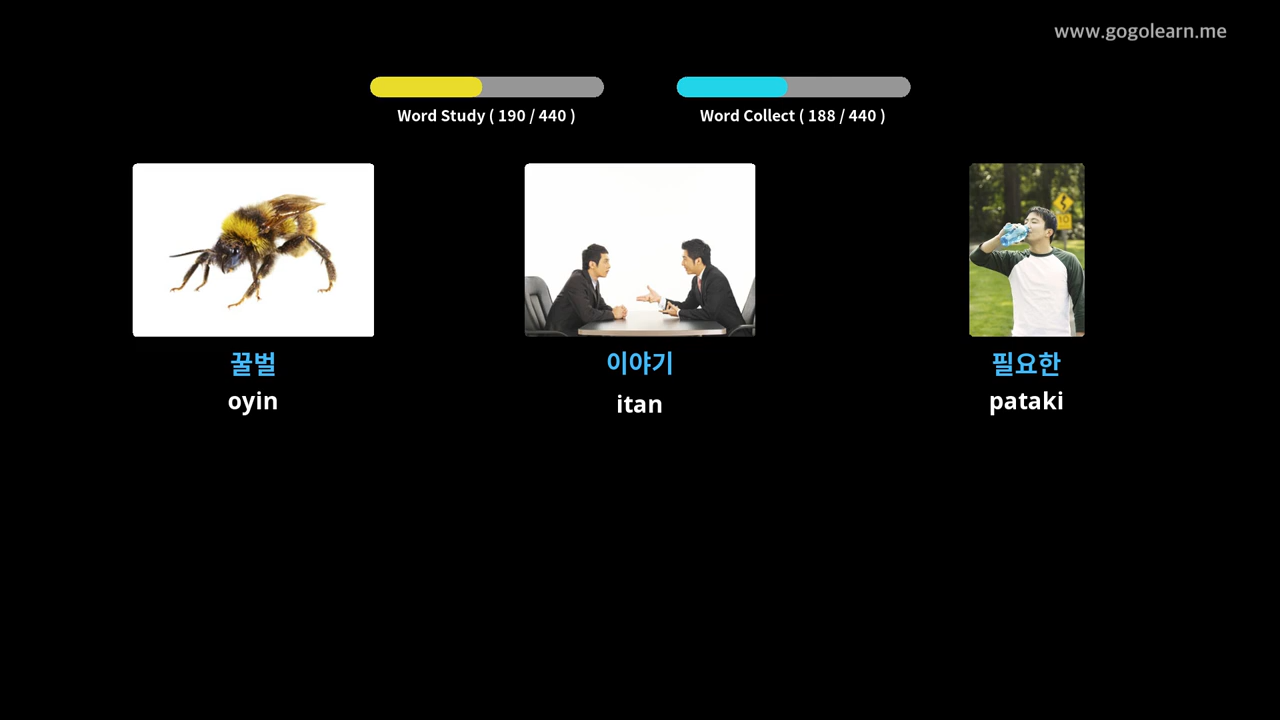 www.gogolearn.me
Word Study ( 190 / 440 )
Word Collect ( 188 / 440 )
꿀벌
oyin
이야기
itan
필요한
pataki